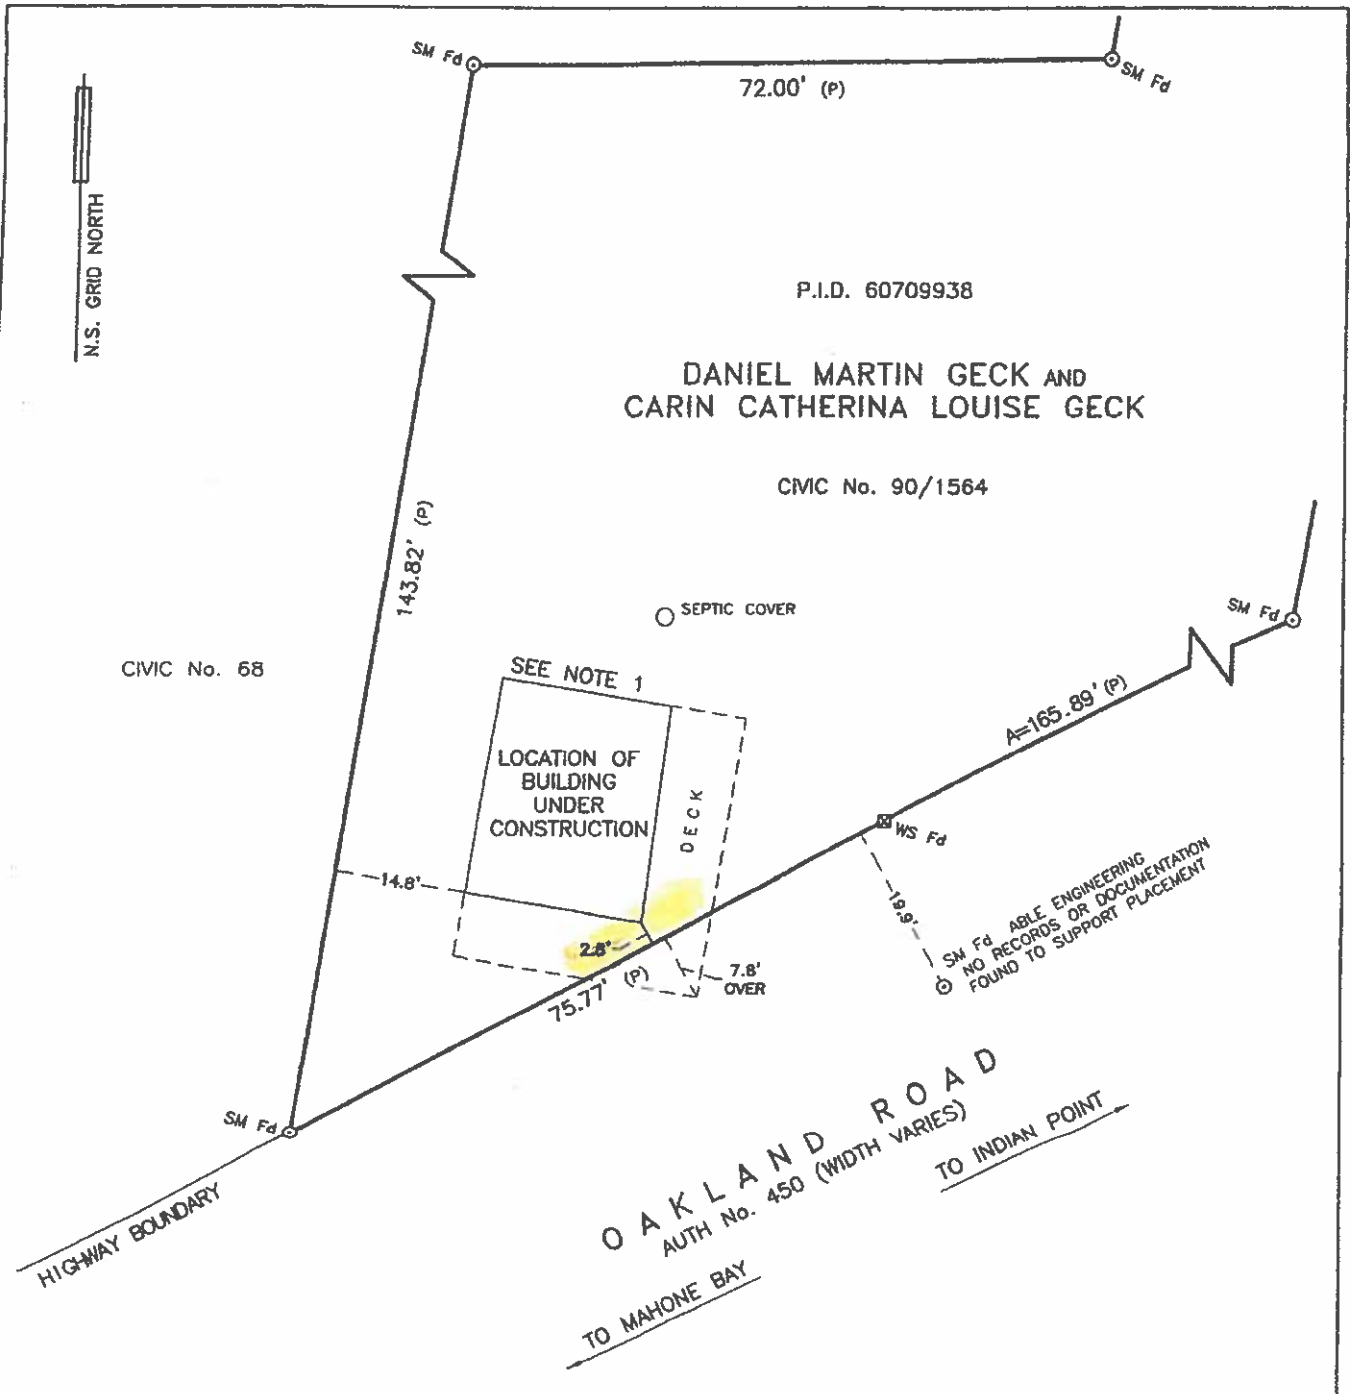 SM Fd
SM Fd
72.00' (P)
N.S. GRID NORTH
P.I.D. 60709938
DANIEL MARTIN GECK AND
CARIN CATHERINA LOUISE GECK
CIVIC No. 90/1564
143.82' (P)
SEPTIC COVER
SM Fd
CIVIC No. 68
SEE NOTE 1
A=165.89' (P)
LOCATION OF
BUILDING
UNDER
CONSTRUCTION
DECK
WS Fd
14.8'
19.9'
SM Fd ABLE ENGINEERING
NO RECORDS OR DOCUMENTATION
FOUND TO SUPPORT PLACEMENT
2.8'
7.8'
OVER
75.77' (P)
SM Fd
HIGHWAY BOUNDARY
OAKLAND ROAD
AUTH No. 450 (WIDTH VARIES)
TO INDIAN POINT
TO MAHONE BAY